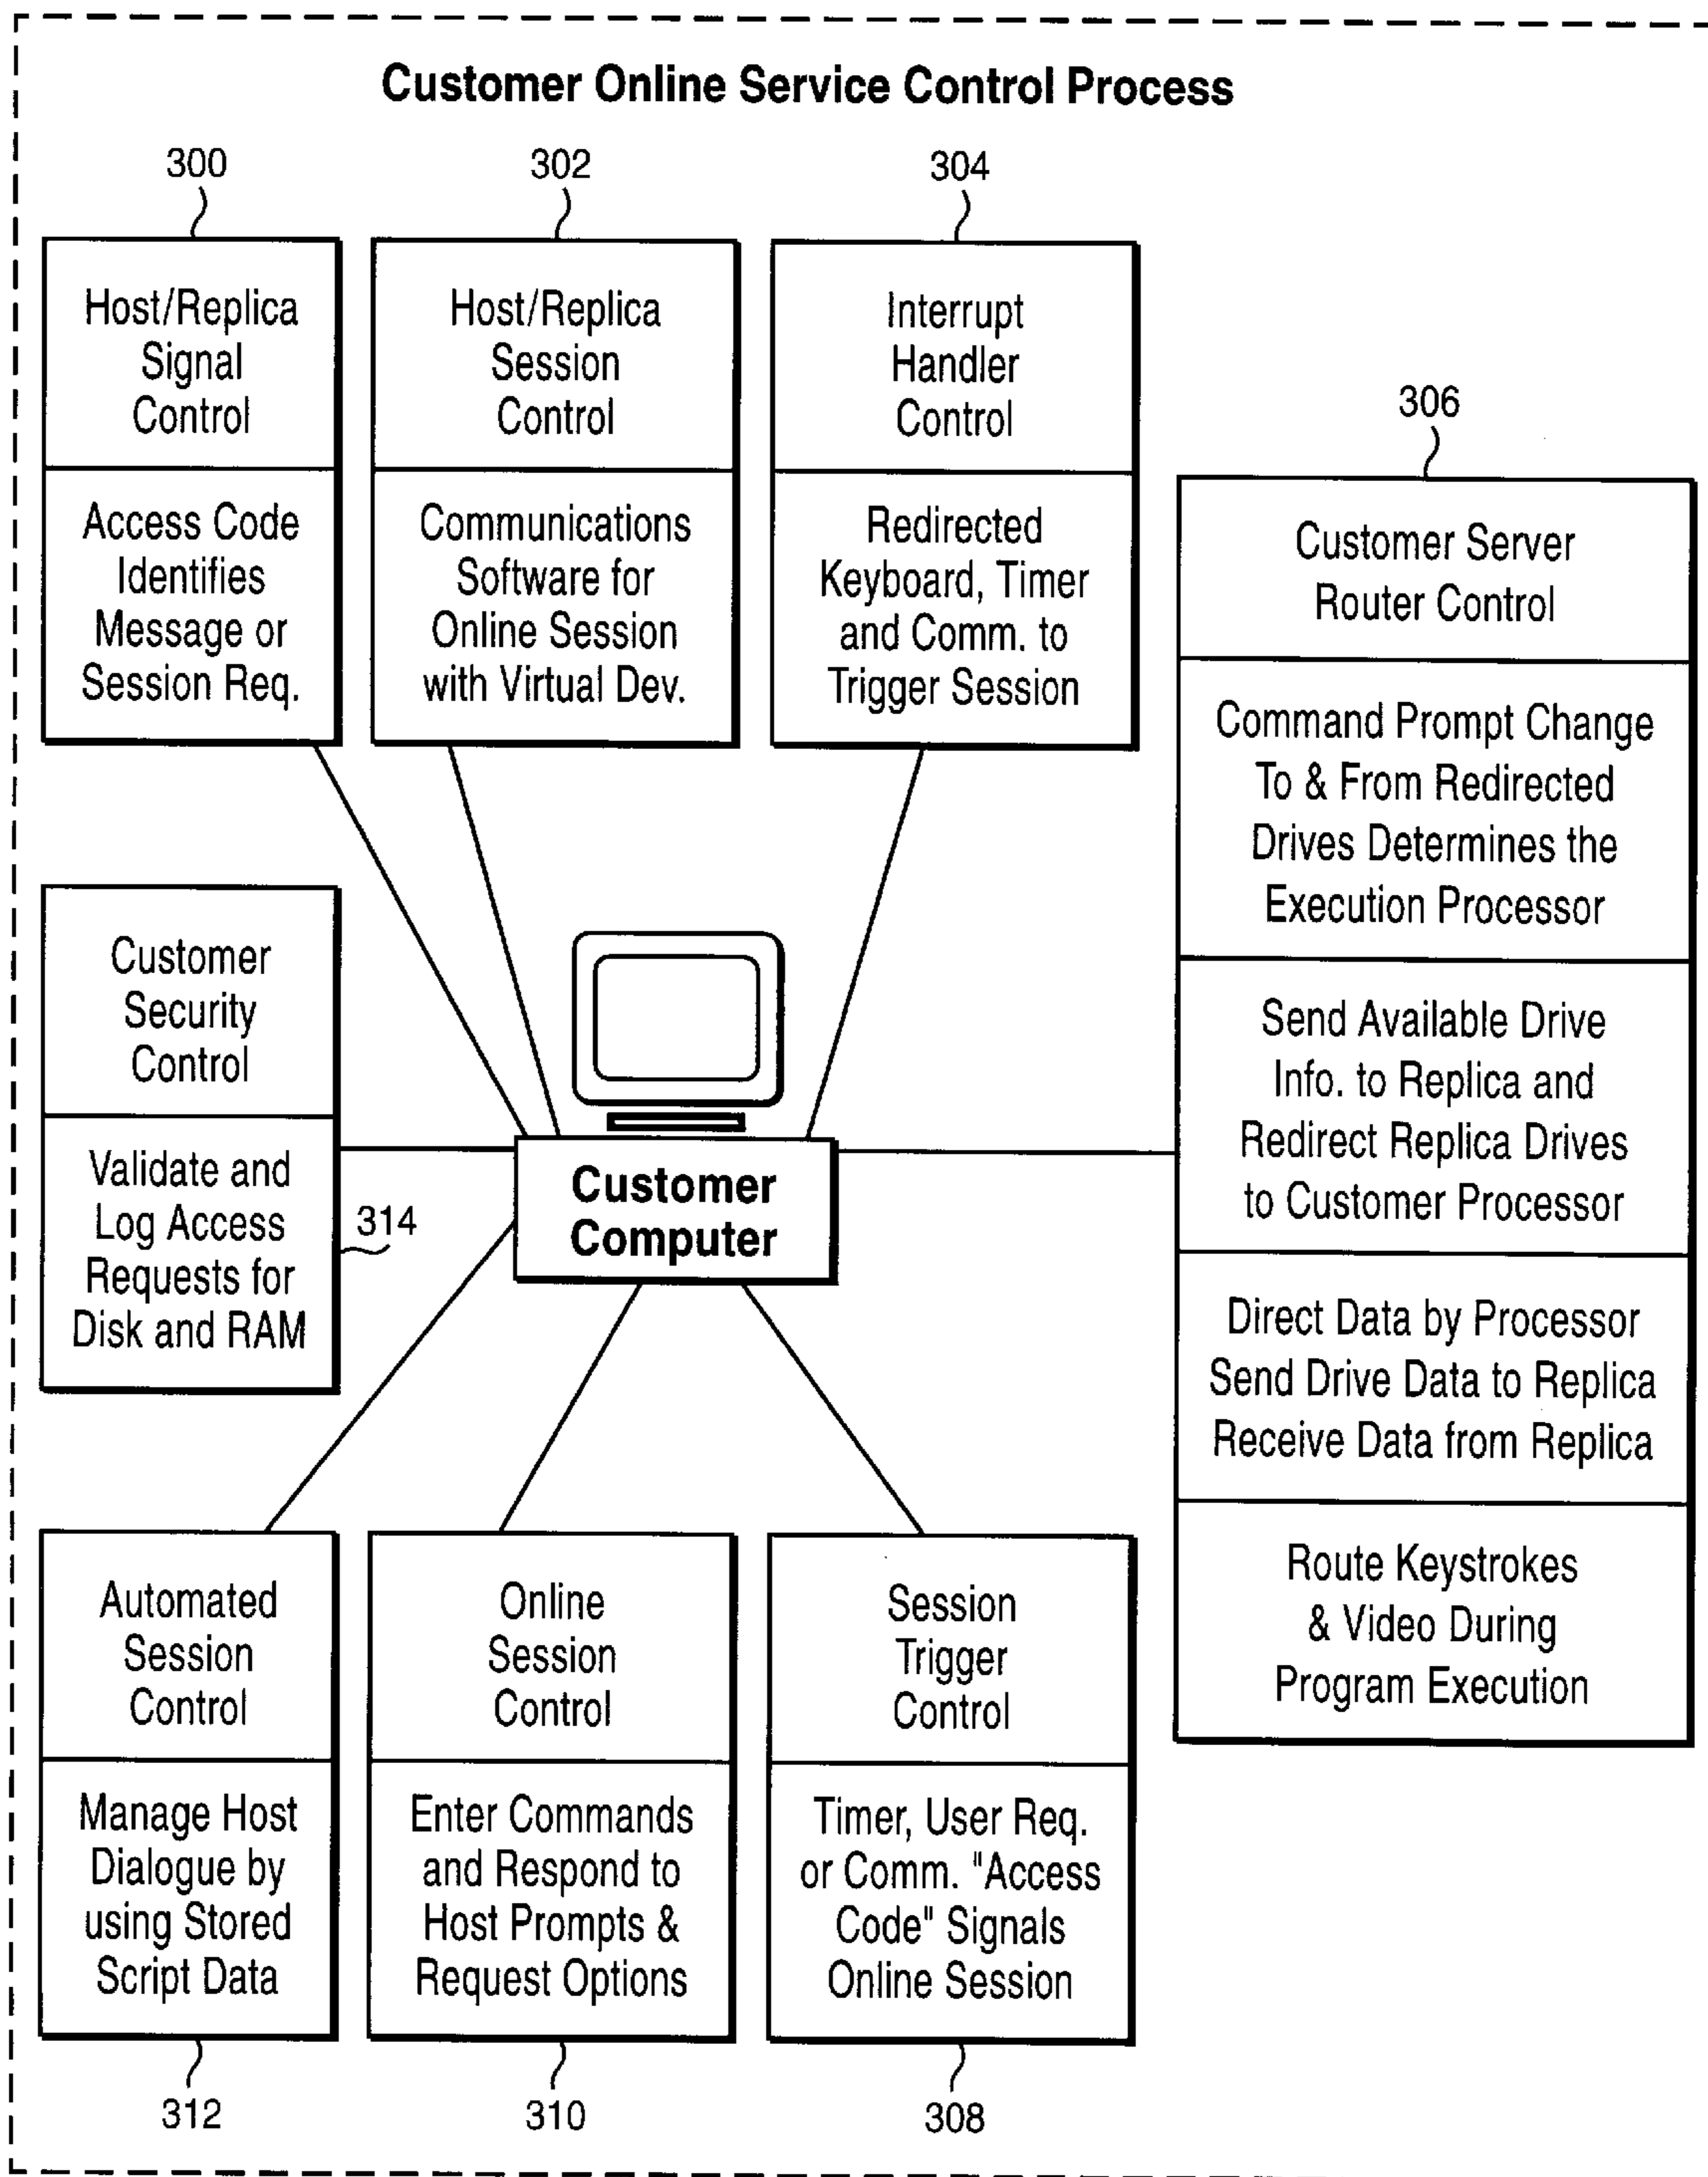 Customer Online Service Control Process
300
302
304
Host/Replica
Signal
Control
Access Code
Identifies
Message or
Session Req.
Host/Replica
Session
Control
Communications
Software for
Online Session
with Virtual Dev.
Interrupt
Handler
Control
Redirected
Keyboard, Timer
and Comm. to
Trigger Session
306
Customer Server
Router Control
Command Prompt Change
To & From Redirected
Drives Determines the
Execution Processor
Send Available Drive
Info. to Replica and
Redirect Replica Drives
to Customer Processor
Direct Data by Processor
Send Drive Data to Replica
Receive Data from Replica
Route Keystrokes
& Video During
Program Execution
Customer
Security
Control
Validate and
Log Access
Requests for
Disk and RAM
314
Customer
Computer
Automated
Session
Control
Manage Host
Dialogue by
using Stored
Script Data
Online
Session
Control
Enter Commands
and Respond to
Host Prompts &
Request Options
Session
Trigger
Control
Timer, User Req.
or Comm. "Access
Code" Signals
Online Session
312
310
308